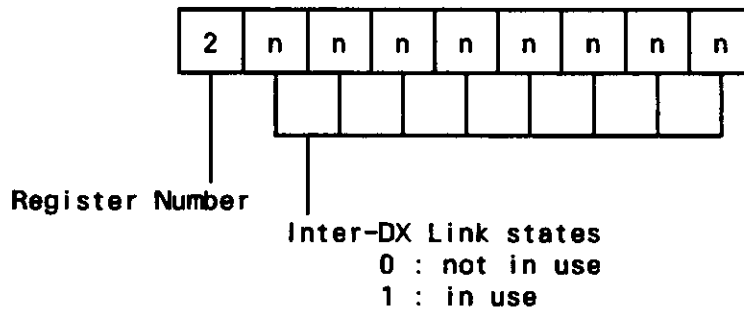 2 n n n n n n n n
Register Number
Inter-DX Link states
0 : not in use
1 : in use